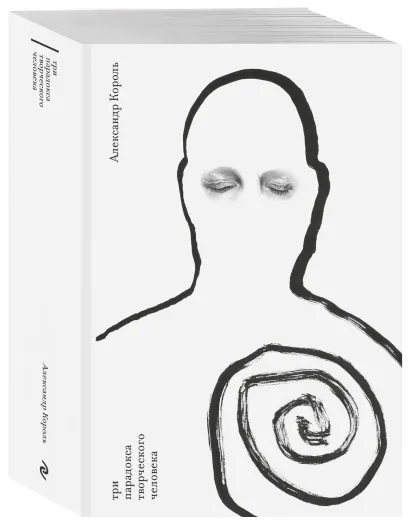 три
парадокса
творческого
человека
Александр Король
Александр Король
три
парадокса
творческого
человека